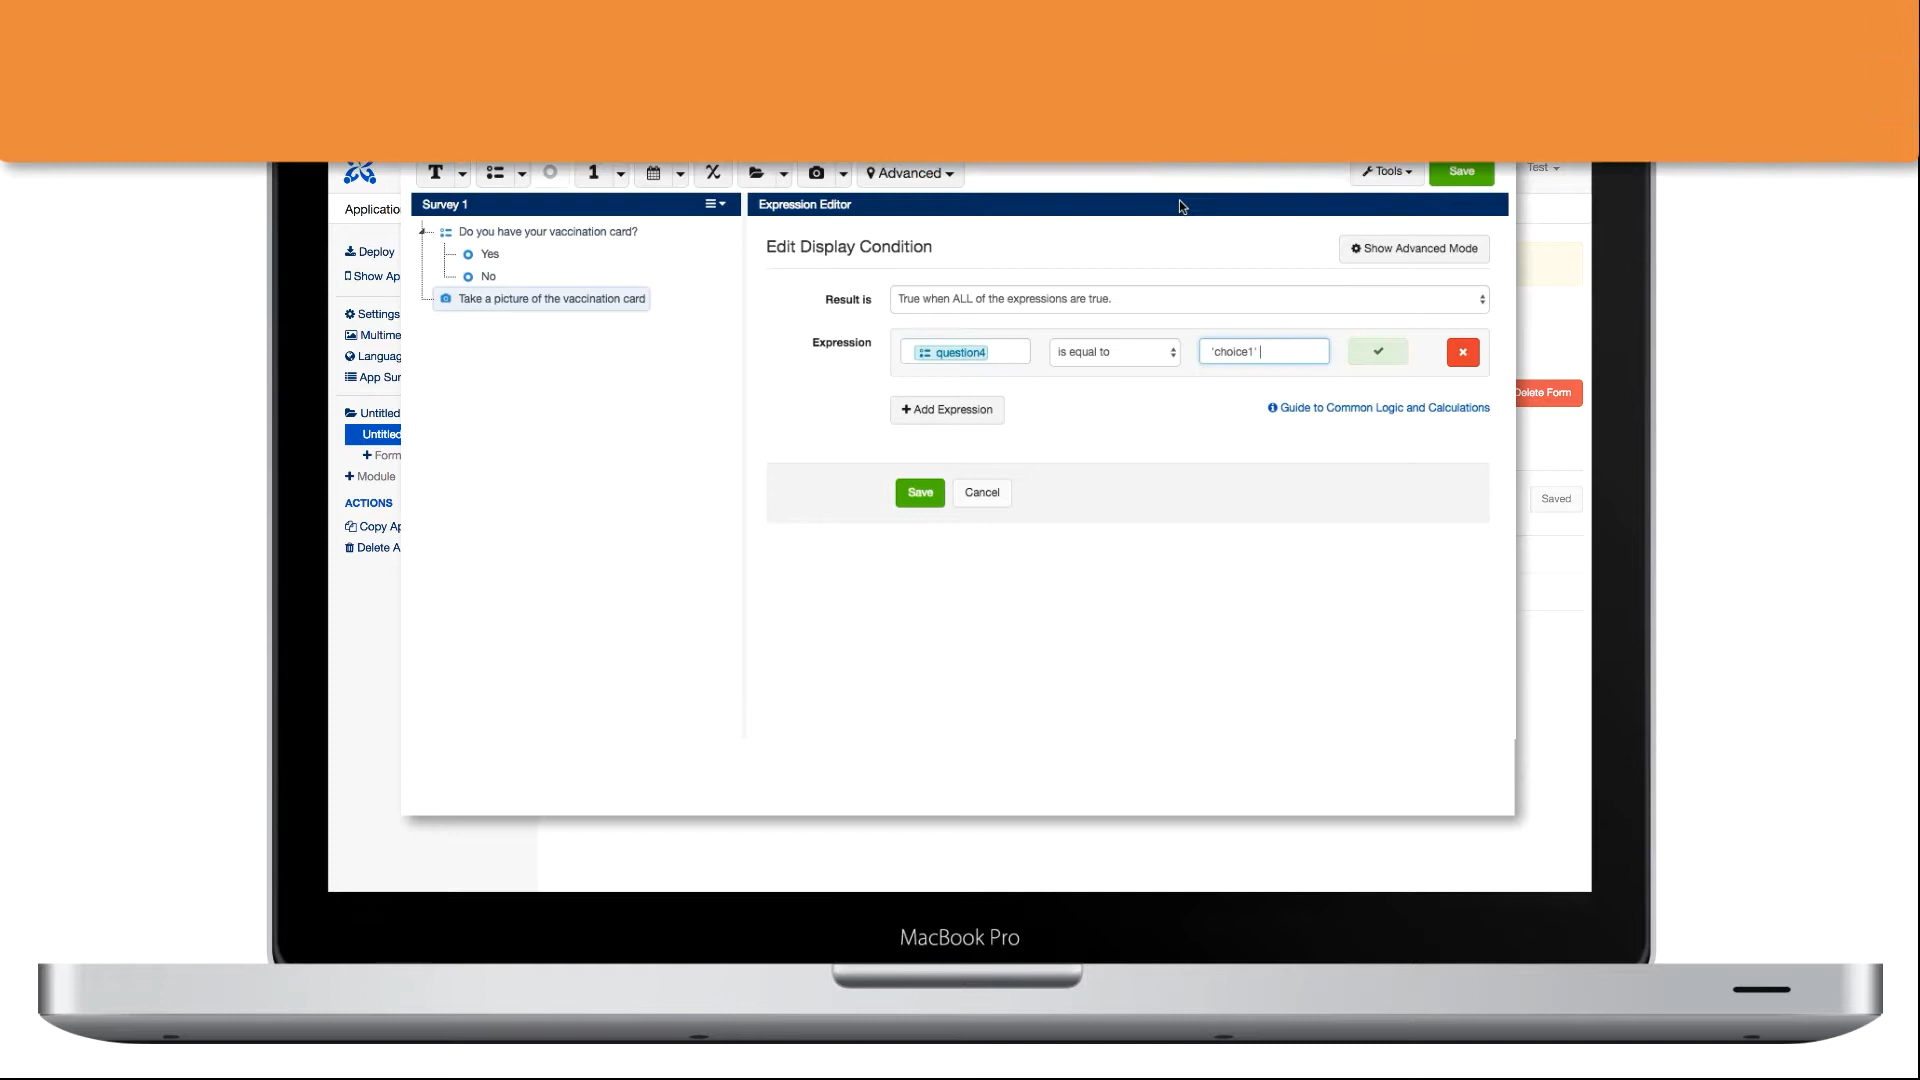 T
1
Advanced
Tools
Save
Test
Applicatio
Survey 1
Expression Editor
Deploy
Do you have your vaccination card?
Edit Display Condition
Show Advanced Mode
Yes
Show Ap
No
Take a picture of the vaccination card
Result is
True when ALL of the expressions are true.
Settings
Multime
Expression
question4
is equal to
'choice1'
Languag
App Sur
Delete Form
Untitled
Add Expression
Guide to Common Logic and Calculations
Untitled
Form
Module
ACTIONS
Save
Cancel
Saved
Copy Ap
Delete A
MacBook Pro